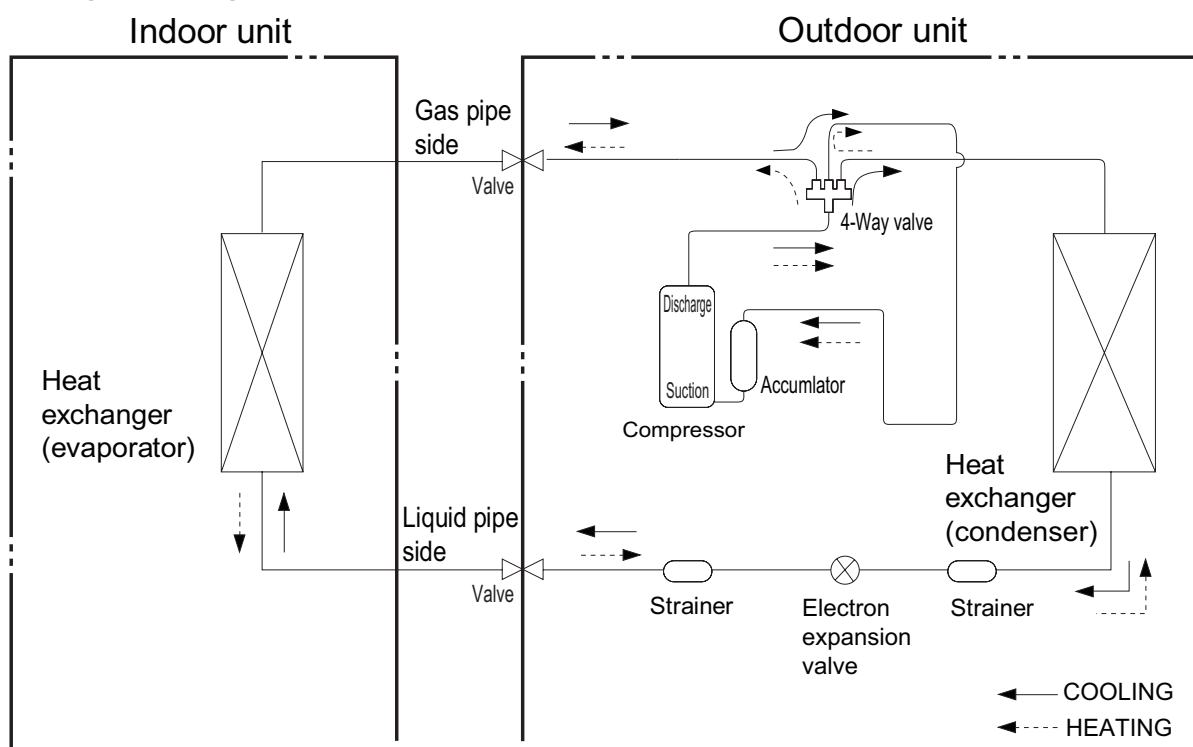 Indoor unit
Outdoor unit
Gas pipe
side
Valve
4-Way valve
Discharge
Suction
Accumlator
Compressor
Heat
exchanger
(evaporator)
Heat
exchanger
(condenser)
Liquid pipe
side
Valve
Strainer
Electron
expansion
valve
Strainer
COOLING
HEATING